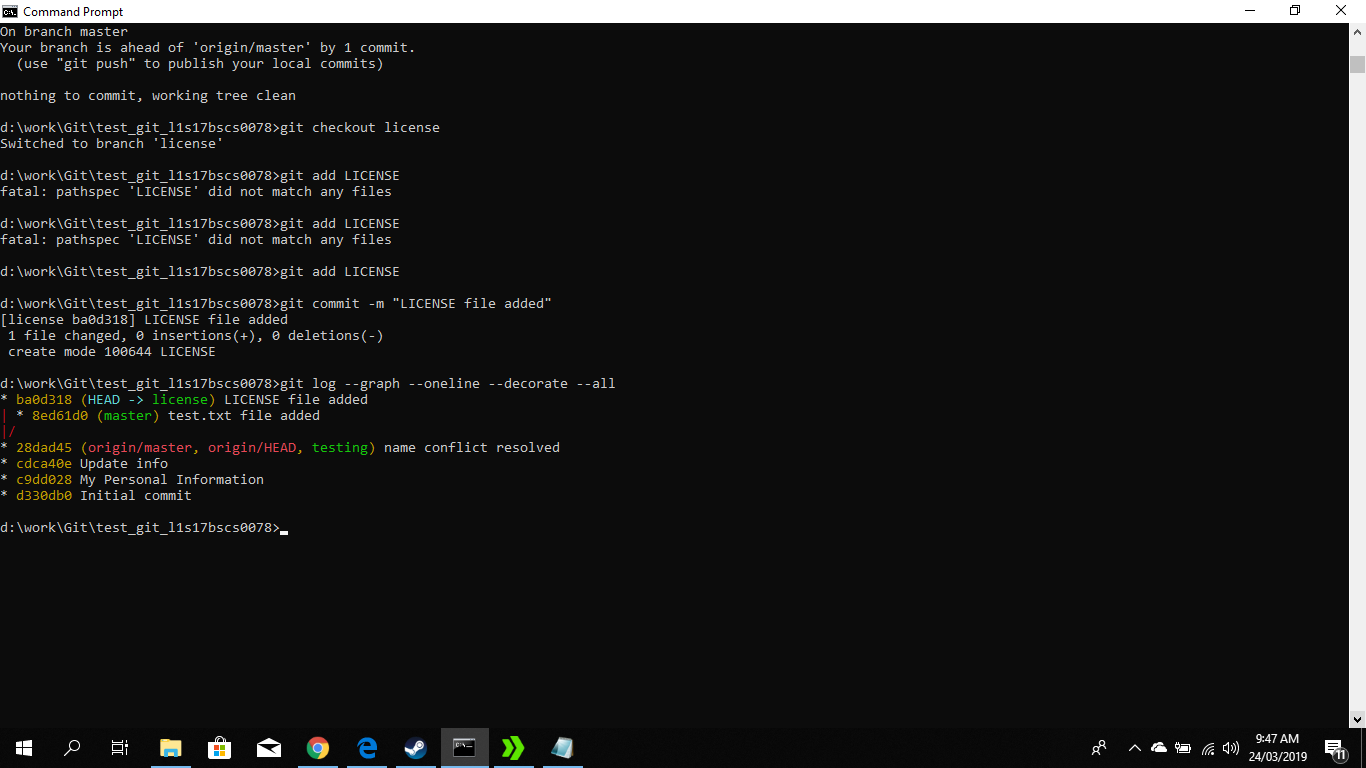 Command Prompt
On branch master
Your branch is ahead of 'origin/master' by 1 commit.
  (use "git push" to publish your local commits)
nothing to commit, working tree clean
d:\work\Git\test_git_l1s17bscs0078>git checkout license
Switched to branch 'license'
d:\work\Git\test_git_l1s17bscs0078>git add LICENSE
fatal: pathspec 'LICENSE' did not match any files
d:\work\Git\test_git_l1s17bscs0078>git add LICENSE
fatal: pathspec 'LICENSE' did not match any files
d:\work\Git\test_git_l1s17bscs0078>git add LICENSE
d:\work\Git\test_git_l1s17bscs0078>git commit -m "LICENSE file added"
[license ba0d318] LICENSE file added
 1 file changed, 0 insertions(+), 0 deletions(-)
 create mode 100644 LICENSE
d:\work\Git\test_git_l1s17bscs0078>git log --graph --oneline --decorate --all
* ba0d318 (HEAD -> license) LICENSE file added
| * 8ed61d0 (master) test.txt file added
|/
* 28dad45 (origin/master, origin/HEAD, testing) name conflict resolved
* cdca40e Update info
* c9dd028 My Personal Information
* d330db0 Initial commit
d:\work\Git\test_git_l1s17bscs0078>
9:47 AM
24/03/2019
11